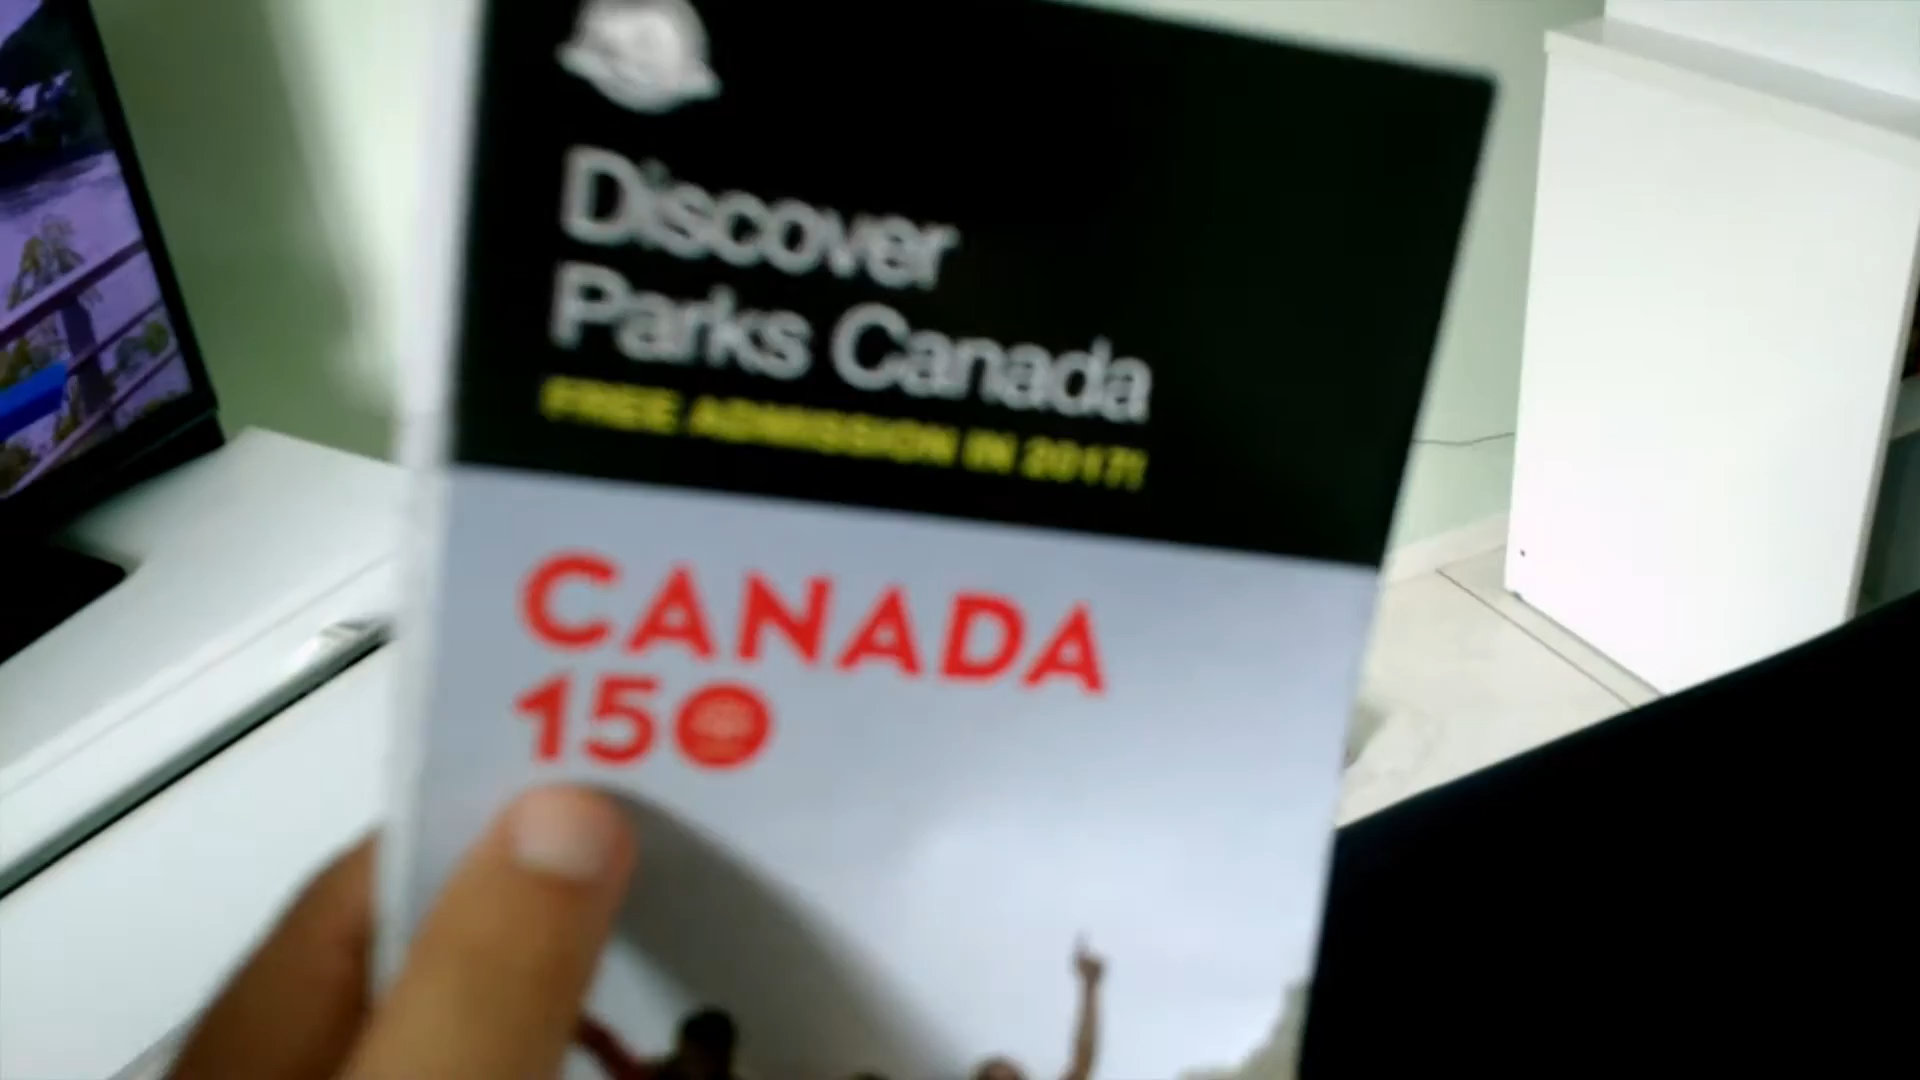 Discover
Parks Canada
FREE ADMISSION IN 2017!
CANADA
150